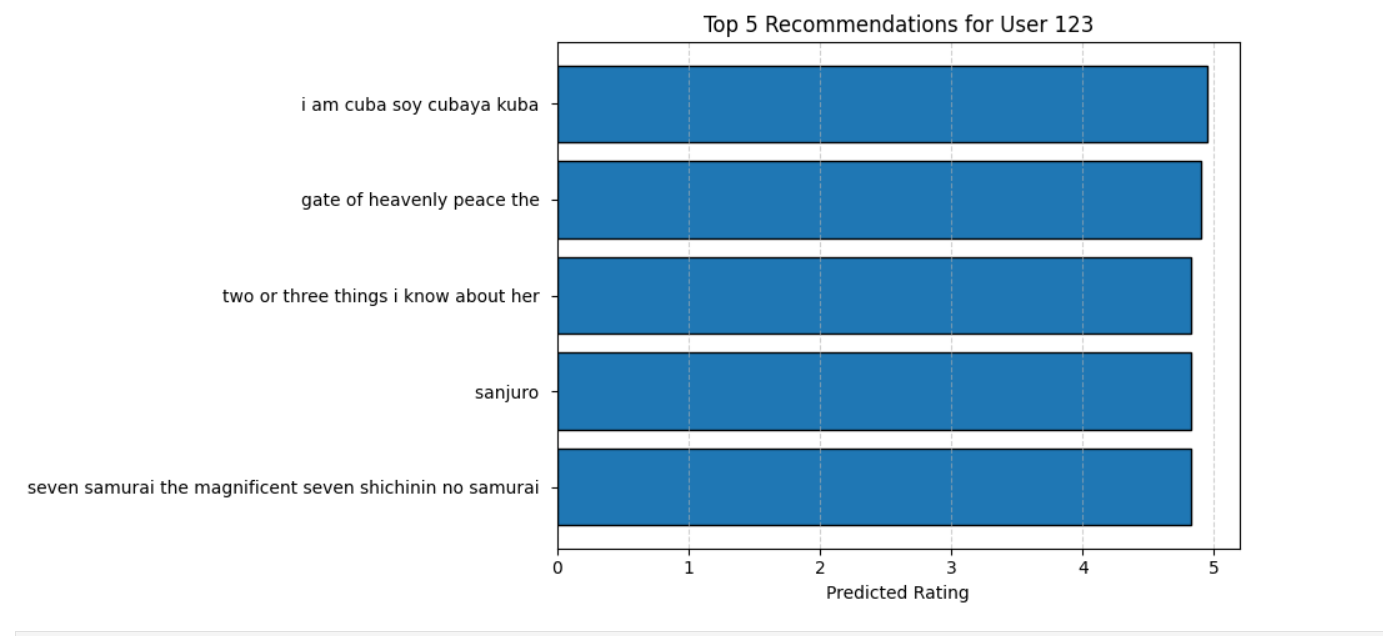 Top 5 Recommendations for User 123
i am cuba soy cubaya kuba
gate of heavenly peace the
two or three things i know about her
sanjuro
seven samurai the magnificent seven shichinin no samurai
0 1 2 3 4 5
Predicted Rating